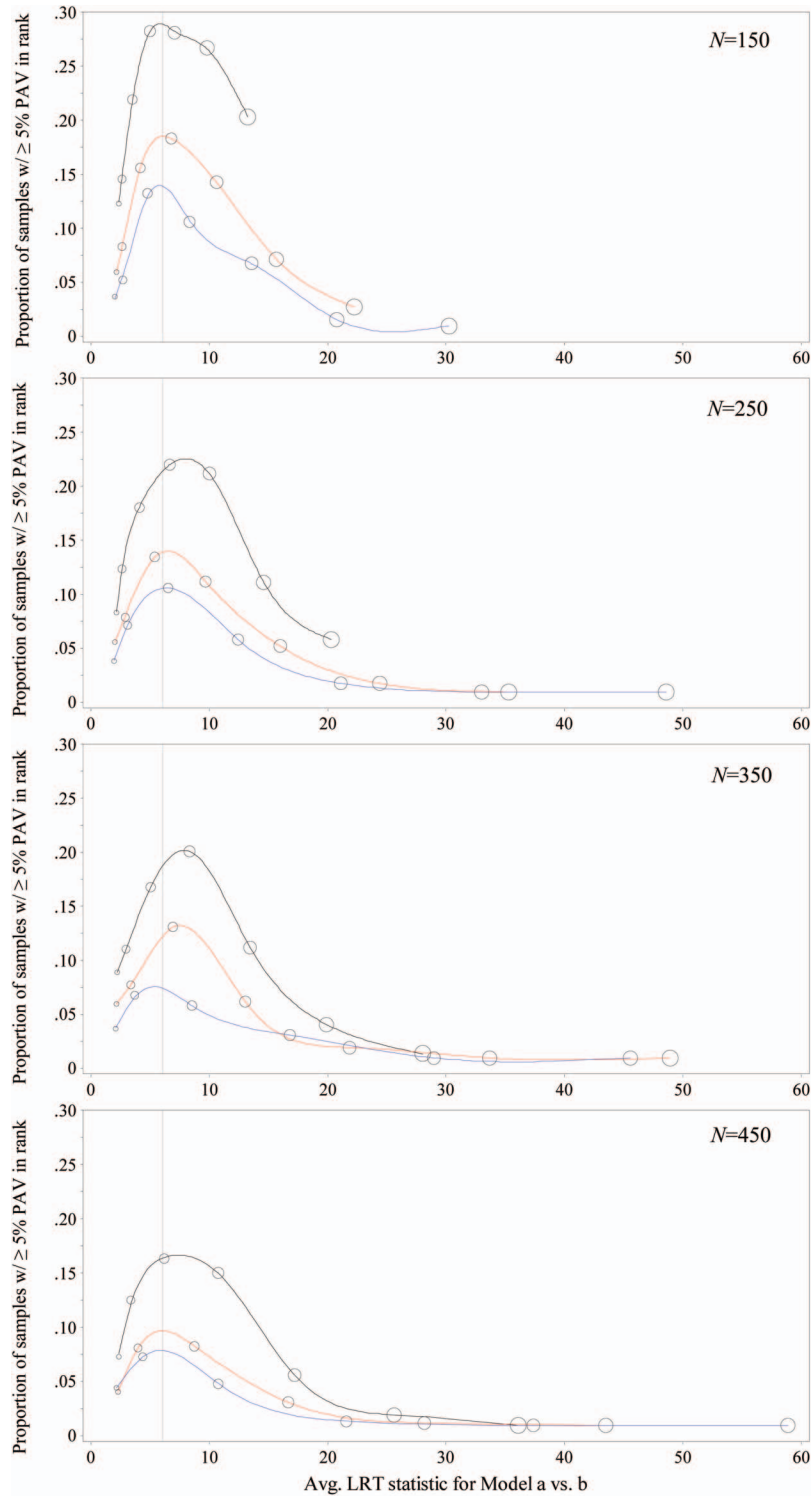 Proportion of samples w/ ≥ 5% PAV in rank
N=150
.30
.25
.20
.15
.10
.05
0
0 10 20 30 40 50 60
Proportion of samples w/ ≥ 5% PAV in rank
N=250
.30
.25
.20
.15
.10
.05
0
0 10 20 30 40 50 60
Proportion of samples w/ ≥ 5% PAV in rank
N=350
.30
.25
.20
.15
.10
.05
0
0 10 20 30 40 50 60
Proportion of samples w/ ≥ 5% PAV in rank
N=450
.30
.25
.20
.15
.10
.05
0
0 10 20 30 40 50 60
Avg. LRT statistic for Model a vs. b